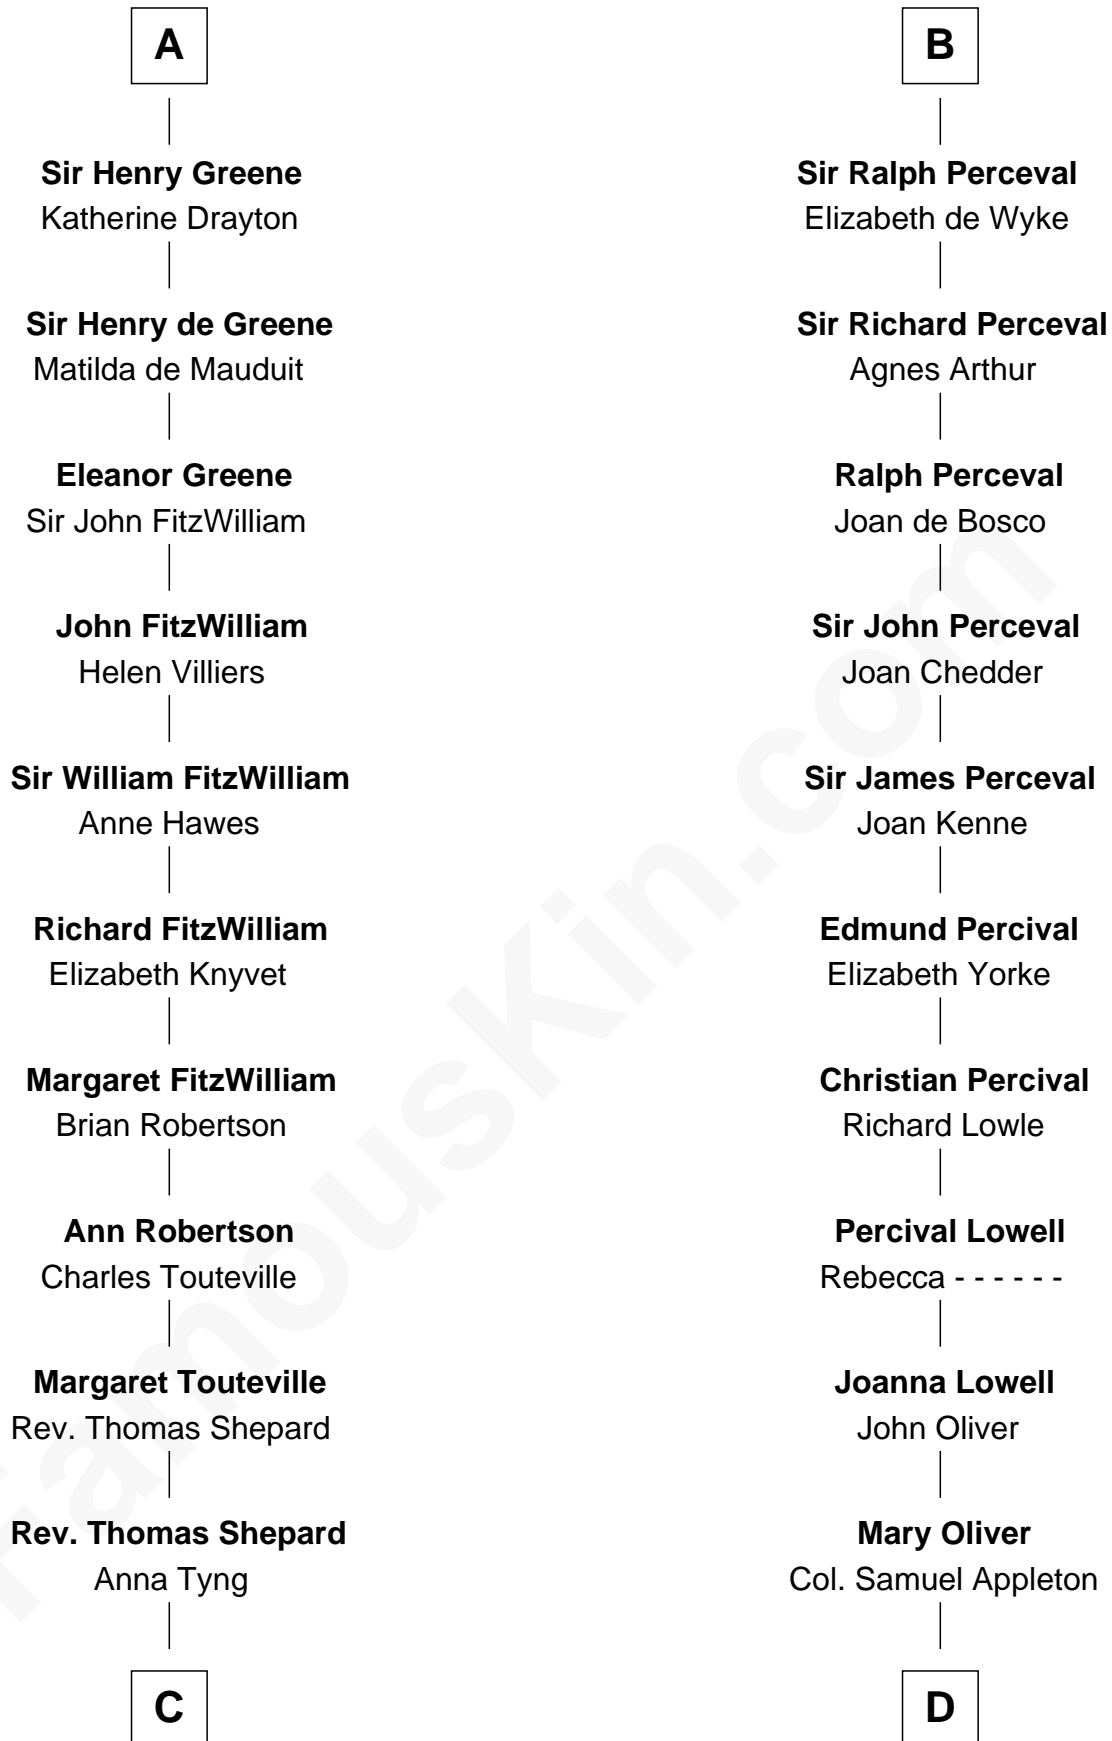 A
Sir Henry Greene
Katherine Drayton
Sir Henry de Greene
Matilda de Mauduit
Eleanor Greene
Sir John FitzWilliam
John FitzWilliam
Helen Villiers
Sir William FitzWilliam
Anne Hawes
Richard FitzWilliam
Elizabeth Knyvet
Margaret FitzWilliam
Brian Robertson
Ann Robertson
Charles Touteville
Margaret Touteville
Rev. Thomas Shepard
Rev. Thomas Shepard
Anna Tyng
C
B
Sir Ralph Perceval
Elizabeth de Wyke
Sir Richard Perceval
Agnes Arthur
Ralph Perceval
Joan de Bosco
Sir John Perceval
Joan Chedder
Sir James Perceval
Joan Kenne
Edmund Percival
Elizabeth Yorke
Christian Percival
Richard Lowle
Percival Lowell
Rebecca - - - - - -
Joanna Lowell
John Oliver
Mary Oliver
Col. Samuel Appleton
D
FamousKin.com